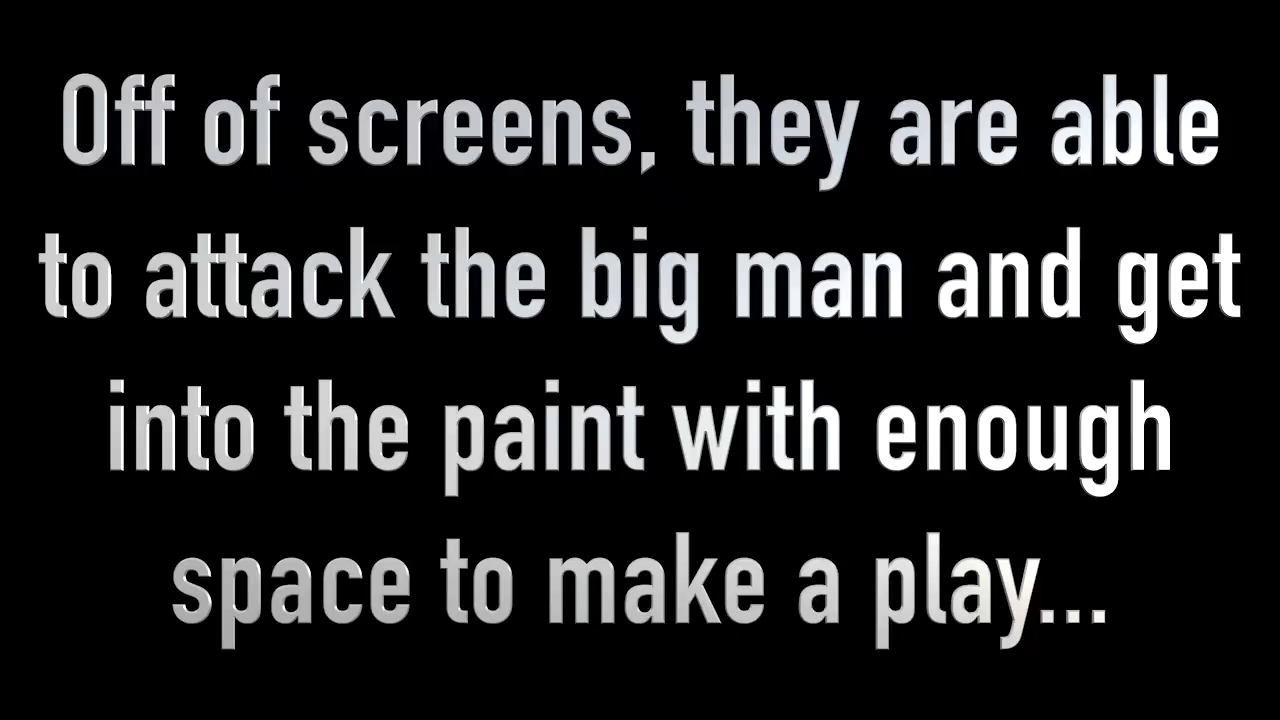 Off of screens, they are able
to attack the big man and get
into the paint with enough
space to make a play...